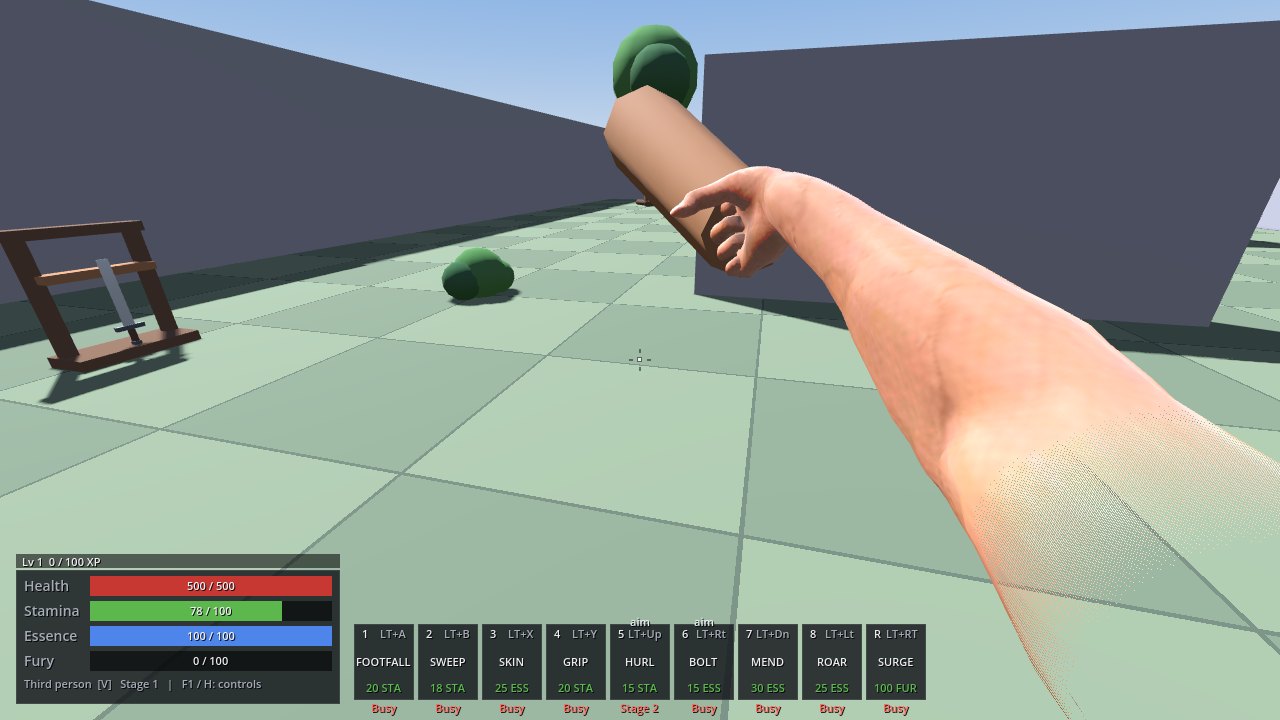 Lv 1 0 / 100 XP
Health 500 / 500
Stamina 78 / 100
Essence 100 / 100
Fury 0 / 100
Third person [V] Stage 1 | F1 / H: controls
aim aim
1 LT+A 2 LT+B 3 LT+X 4 LT+Y 5 LT+Up 6 LT+Rt 7 LT+Dn 8 LT+Lt R LT+RT
FOOTFALL SWEEP SKIN GRIP HURL BOLT MEND ROAR SURGE
20 STA 18 STA 25 ESS 20 STA 15 STA 15 ESS 30 ESS 25 ESS 100 FUR
Busy Busy Busy Busy Stage 2 Busy Busy Busy Busy